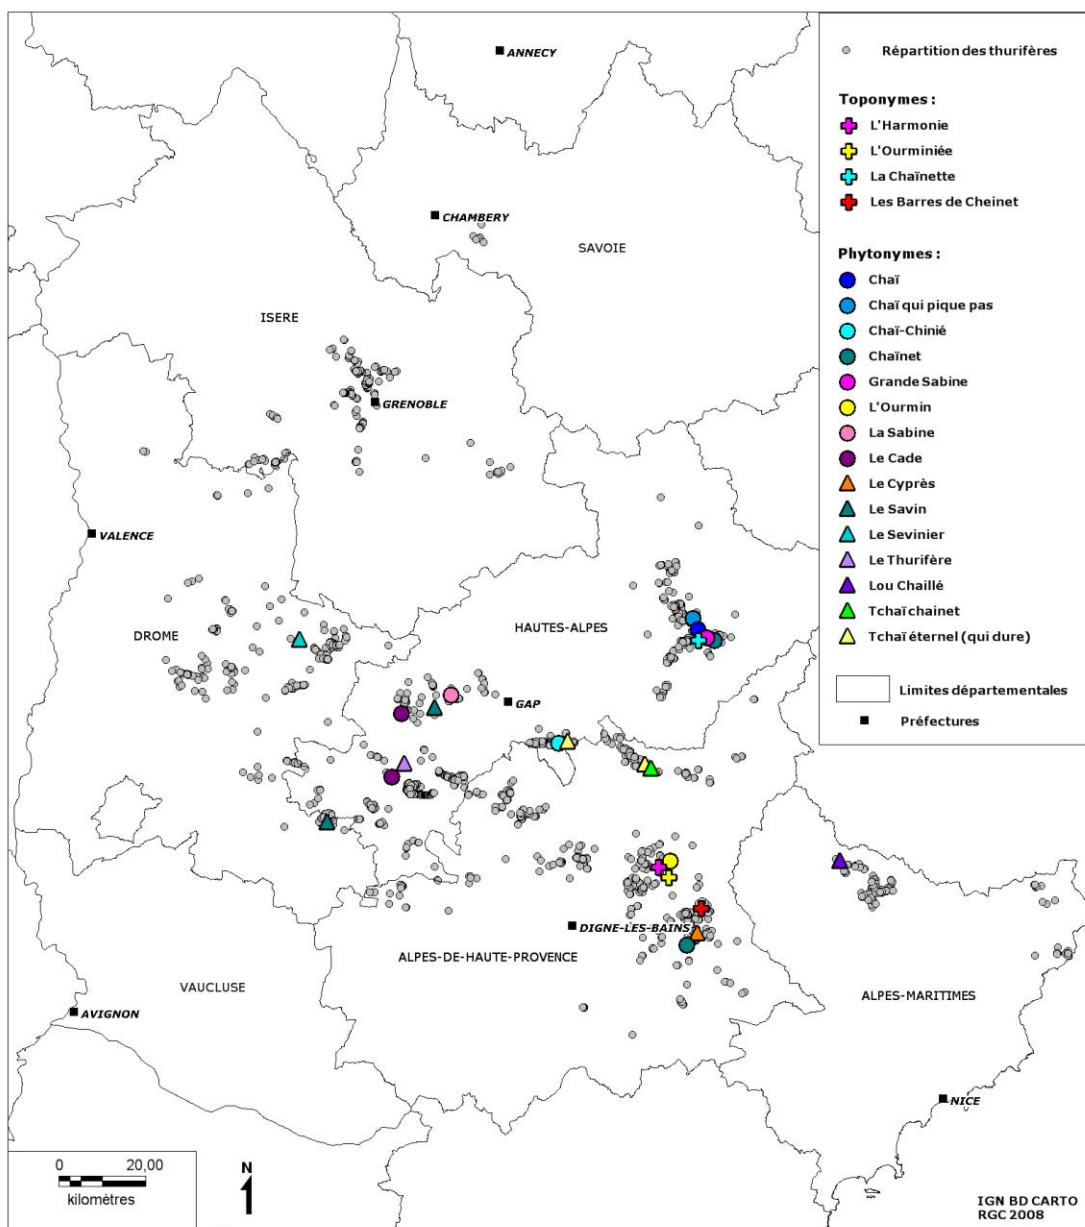 ANNECY
CHAMBERY
SAVOIE
ISERE
GRENOBLE
VALENCE
DROME
HAUTES-ALPES
GAP
DIGNE-LES-BAINS
ALPES-DE-HAUTE-PROVENCE
VAUCLUSE
AVIGNON
ALPES-MARITIMES
NICE
Répartition des thurifères
Toponymes :
L'Harmonie
L'Ourminiée
La Chaînette
Les Barres de Cheinet
Phytonymes :
Chaï
Chaï qui pique pas
Chaï-Chinié
Chaînet
Grande Sabine
L'Ourmin
La Sabine
Le Cade
Le Cyprès
Le Savin
Le Sevinier
Le Thurifère
Lou Chaillé
Tchaï chainet
Tchaï éternel (qui dure)
Limites départementales
Préfectures
0 20,00
kilomètres
N
IGN BD CARTO
RGC 2008